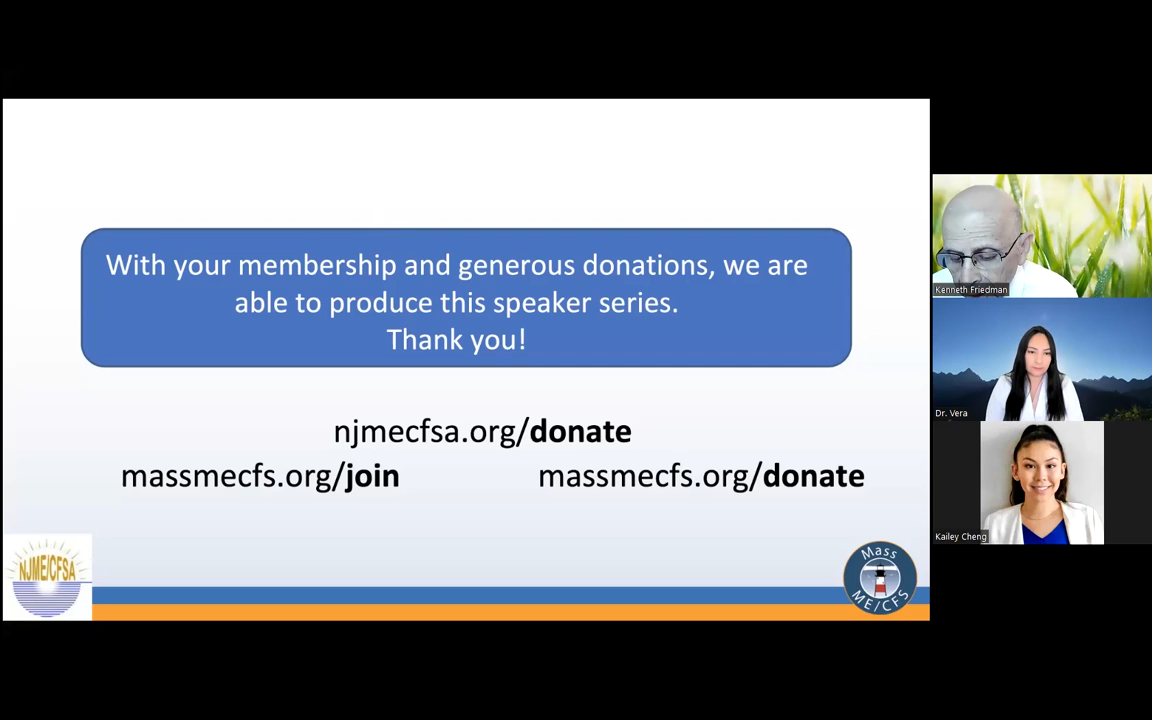 With your membership and generous donations, we are
able to produce this speaker series.
Thank you!
njmecfsa.org/donate
massmecfs.org/join
massmecfs.org/donate
NJME/CFSA
Mass
ME/CFS
Kenneth Friedman
Dr. Vera
Kailey Cheng